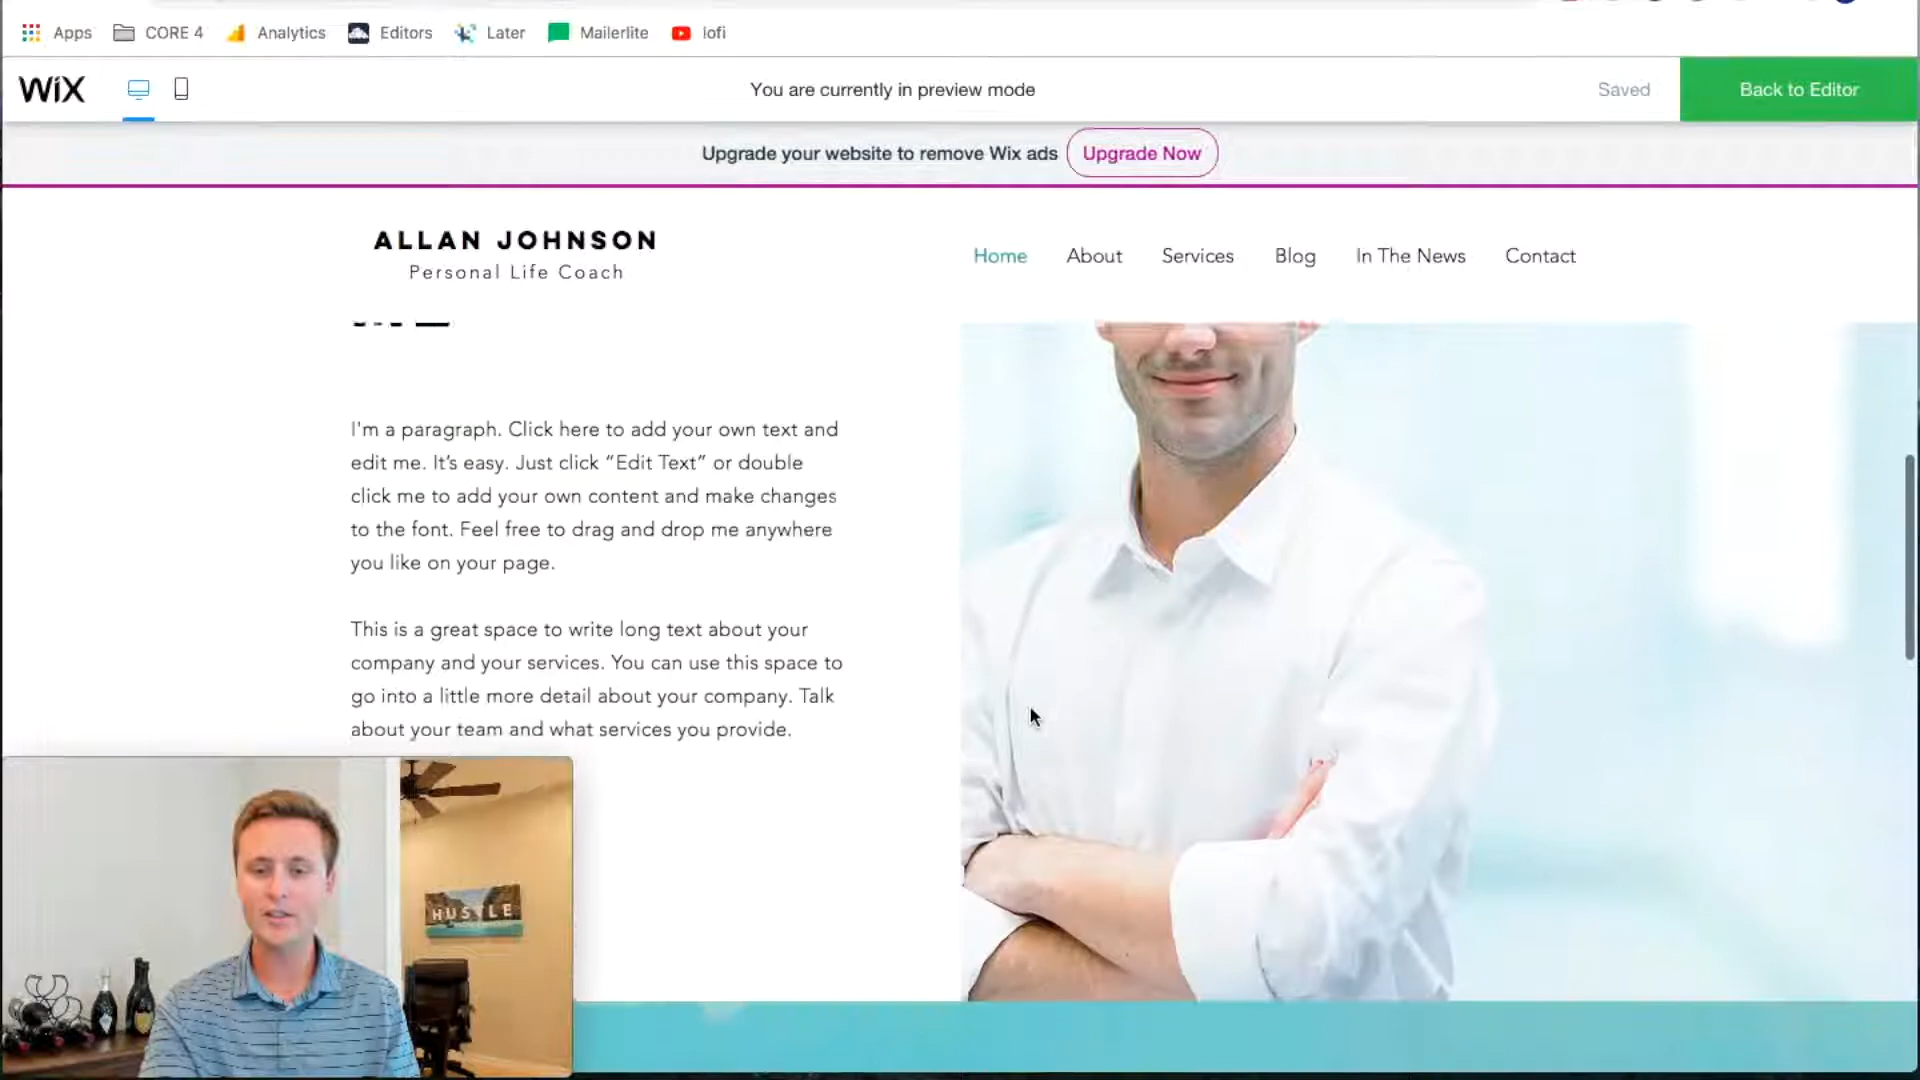 Apps
CORE 4
Analytics
Editors
Later
Mailerlite
lofi
WiX
You are currently in preview mode
Saved
Back to Editor
Upgrade your website to remove Wix ads
Upgrade Now
ALLAN JOHNSON
Personal Life Coach
Home
About
Services
Blog
In The News
Contact
I'm a paragraph. Click here to add your own text and
edit me. It’s easy. Just click “Edit Text” or double
click me to add your own content and make changes
to the font. Feel free to drag and drop me anywhere
you like on your page.
This is a great space to write long text about your
company and your services. You can use this space to
go into a little more detail about your company. Talk
about your team and what services you provide.
HUSTLE